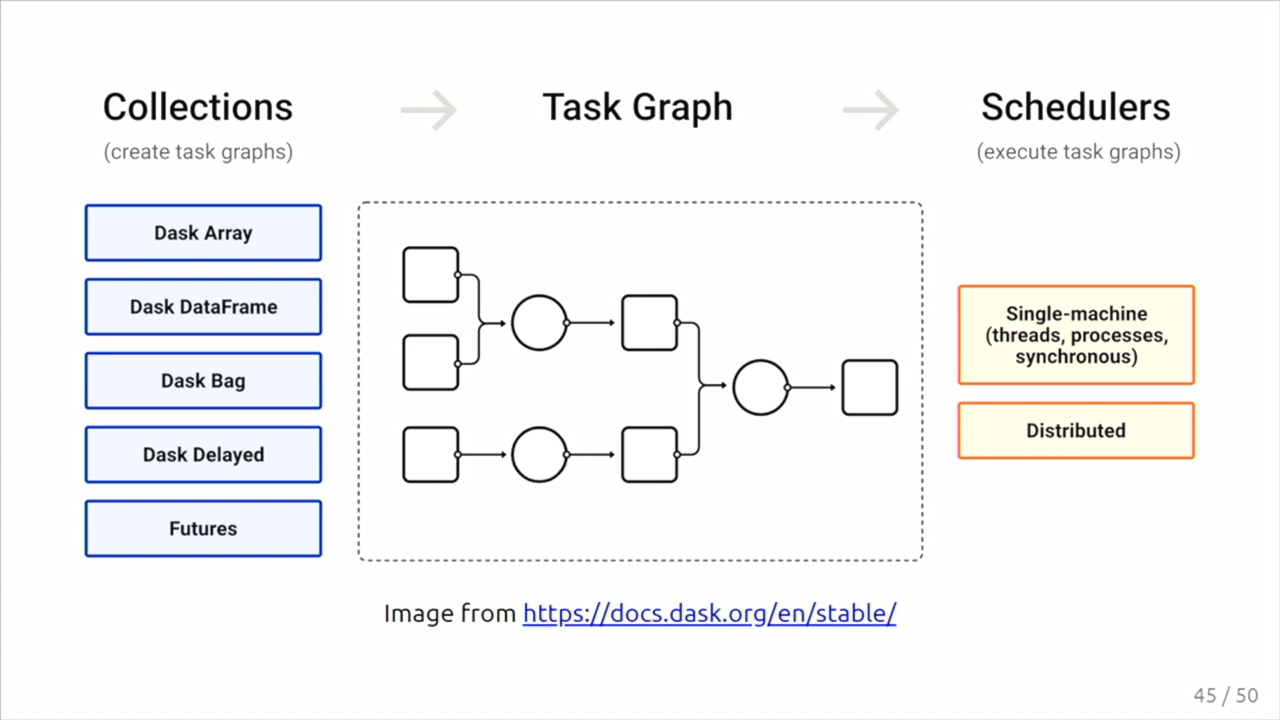 Collections
(create task graphs)
Dask Array
Dask DataFrame
Dask Bag
Dask Delayed
Futures
Task Graph
Schedulers
(execute task graphs)
Single-machine
(threads, processes,
synchronous)
Distributed
Image from https://docs.dask.org/en/stable/
45 / 50